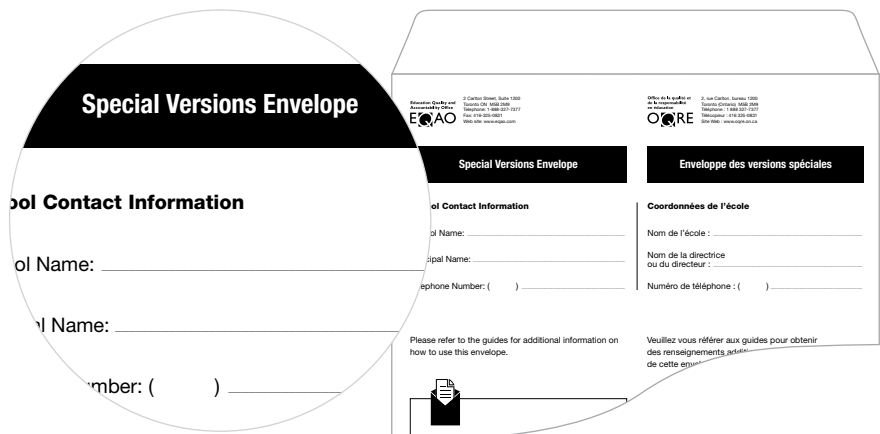 Special Versions Envelope
ool Contact Information
ool Name:
al Name:
mber: ( )
Education Quality and
Accountability Office
EQAO
2 Carlton Street, Suite 1200
Toronto ON M5B 2M9
Telephone: 1-888-327-7377
Fax: 416-325-0831
Web site: www.eqao.com
Special Versions Envelope
ol Contact Information
ol Name:
cipal Name:
ephone Number: ( )
Please refer to the guides for additional information on
how to use this envelope.
Office de la qualité et
de la responsabilité
en éducation
OQRE
2, rue Carlton, bureau 1200
Toronto (Ontario) M5B 2M9
Téléphone : 1 888 327-7377
Télécopieur : 416 325-0831
Site Web : www.oqre.on.ca
Enveloppe des versions spéciales
Coordonnées de l'école
Nom de l'école :
Nom de la directrice
ou du directeur :
Numéro de téléphone : ( )
Veuillez vous référer aux guides pour obtenir
des renseignements addi
de cette env